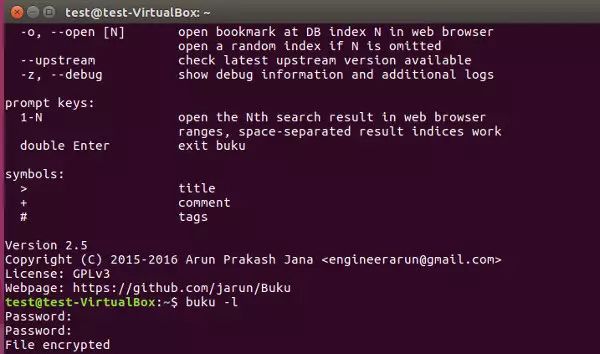 test@test-VirtualBox: ~
-o, --open [N] open bookmark at DB index N in web browser
open a random index if N is omitted
--upstream check latest upstream version available
-z, --debug show debug information and additional logs
prompt keys:
1-N open the Nth search result in web browser
ranges, space-separated result indices work
double Enter exit buku
symbols:
> title
+ comment
# tags
Version 2.5
Copyright (C) 2015-2016 Arun Prakash Jana <engineerarun@gmail.com>
License: GPLv3
Webpage: https://github.com/jarun/Buku
test@test-VirtualBox:~$ buku -l
Password:
Password:
File encrypted